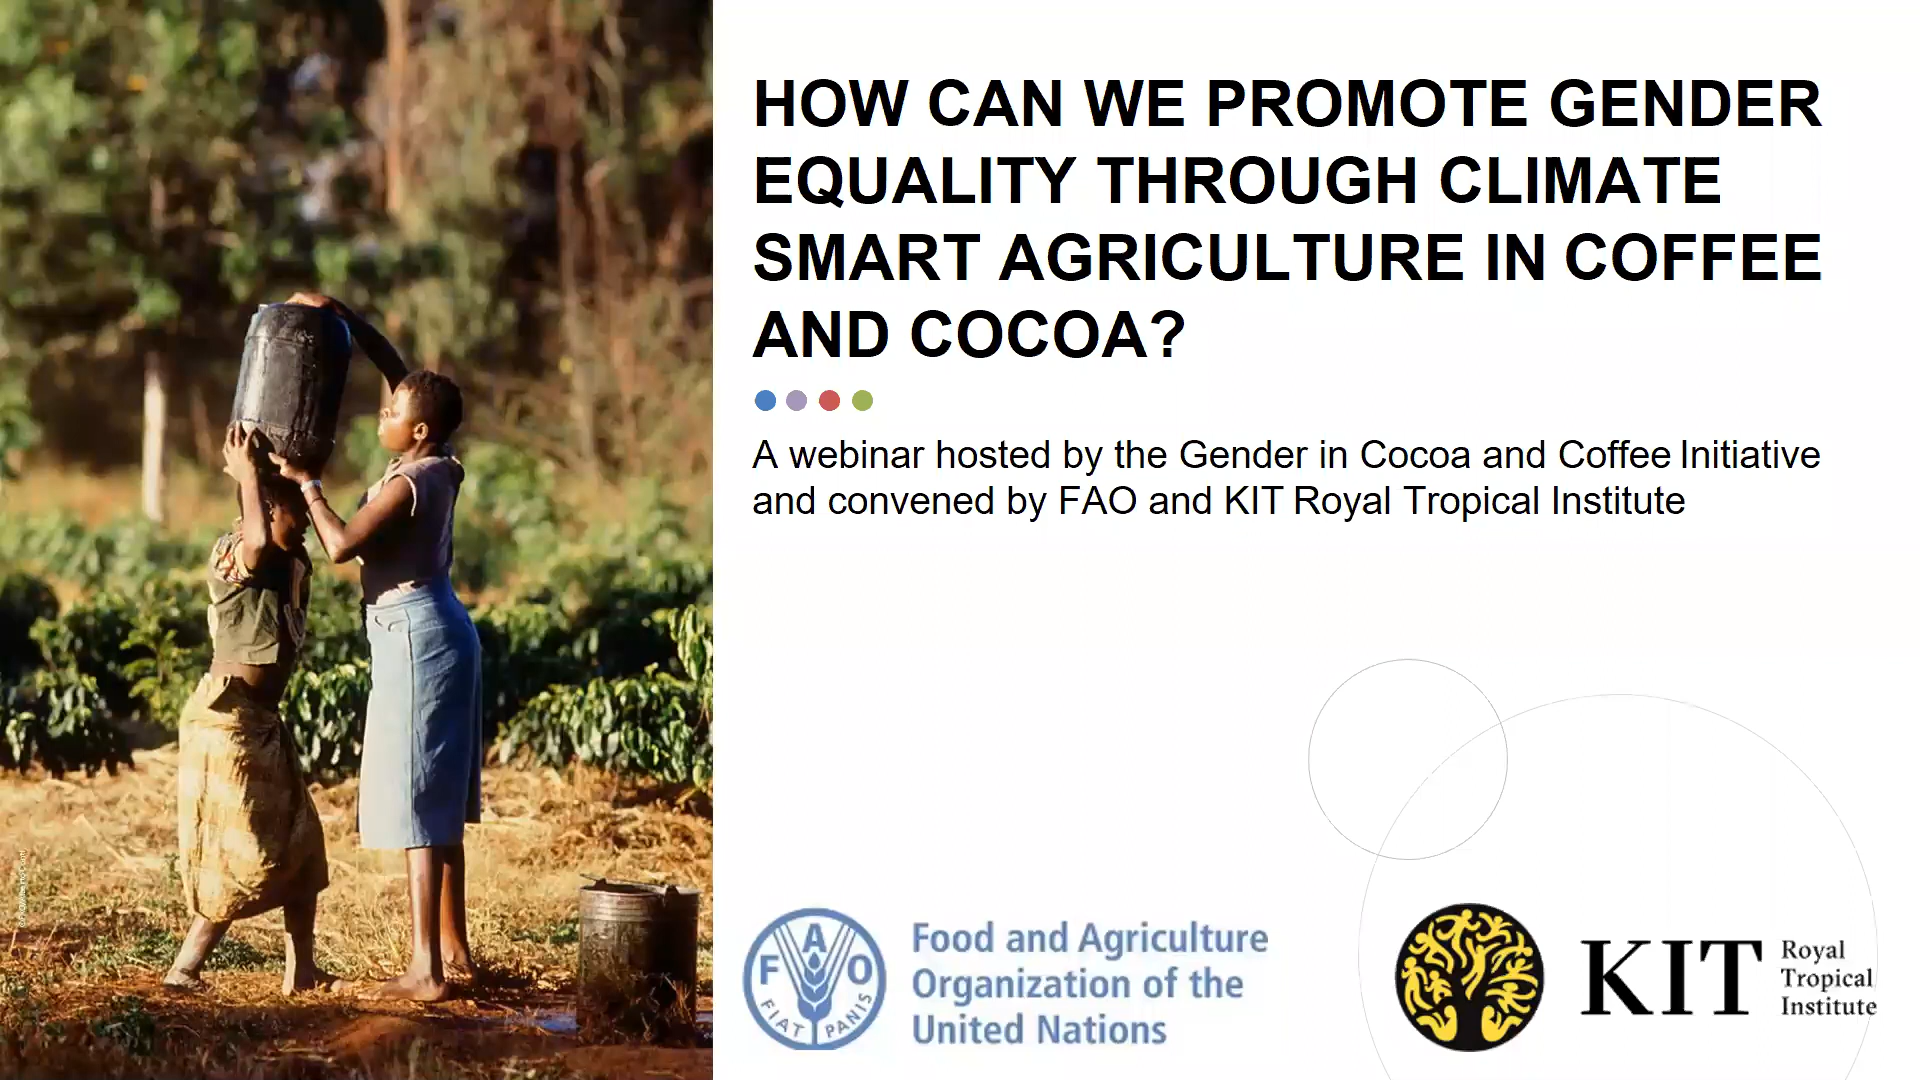 HOW CAN WE PROMOTE GENDER
EQUALITY THROUGH CLIMATE
SMART AGRICULTURE IN COFFEE
AND COCOA?
A webinar hosted by the Gender in Cocoa and Coffee Initiative
and convened by FAO and KIT Royal Tropical Institute
F A O
FIAT PANIS
Food and Agriculture
Organization of the
United Nations
KIT
Royal
Tropical
Institute